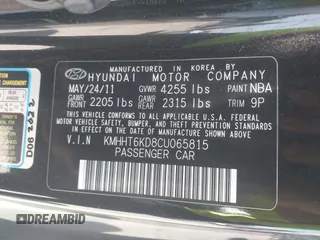 MADE IN KOREA BY
HYUNDAI MOTOR COMPANY
MAY/24/11 GVWR 4255 lbs PAINT NBA
GAWR FRONT 2205 lbs GAWR REAR 2315 lbs TRIM 9P
THIS VEHICLE CONFORMS TO ALL APPLICABLE
U.S. FEDERAL MOTOR VEHICLE SAFETY, BUMPER,
AND THEFT PREVENTION STANDARDS IN EFFECT ON
THE DATE OF MANUFACTURE SHOWN ABOVE.
V.I.N KMHHT6KD8CU065815
PASSENGER CAR
DREAMBID